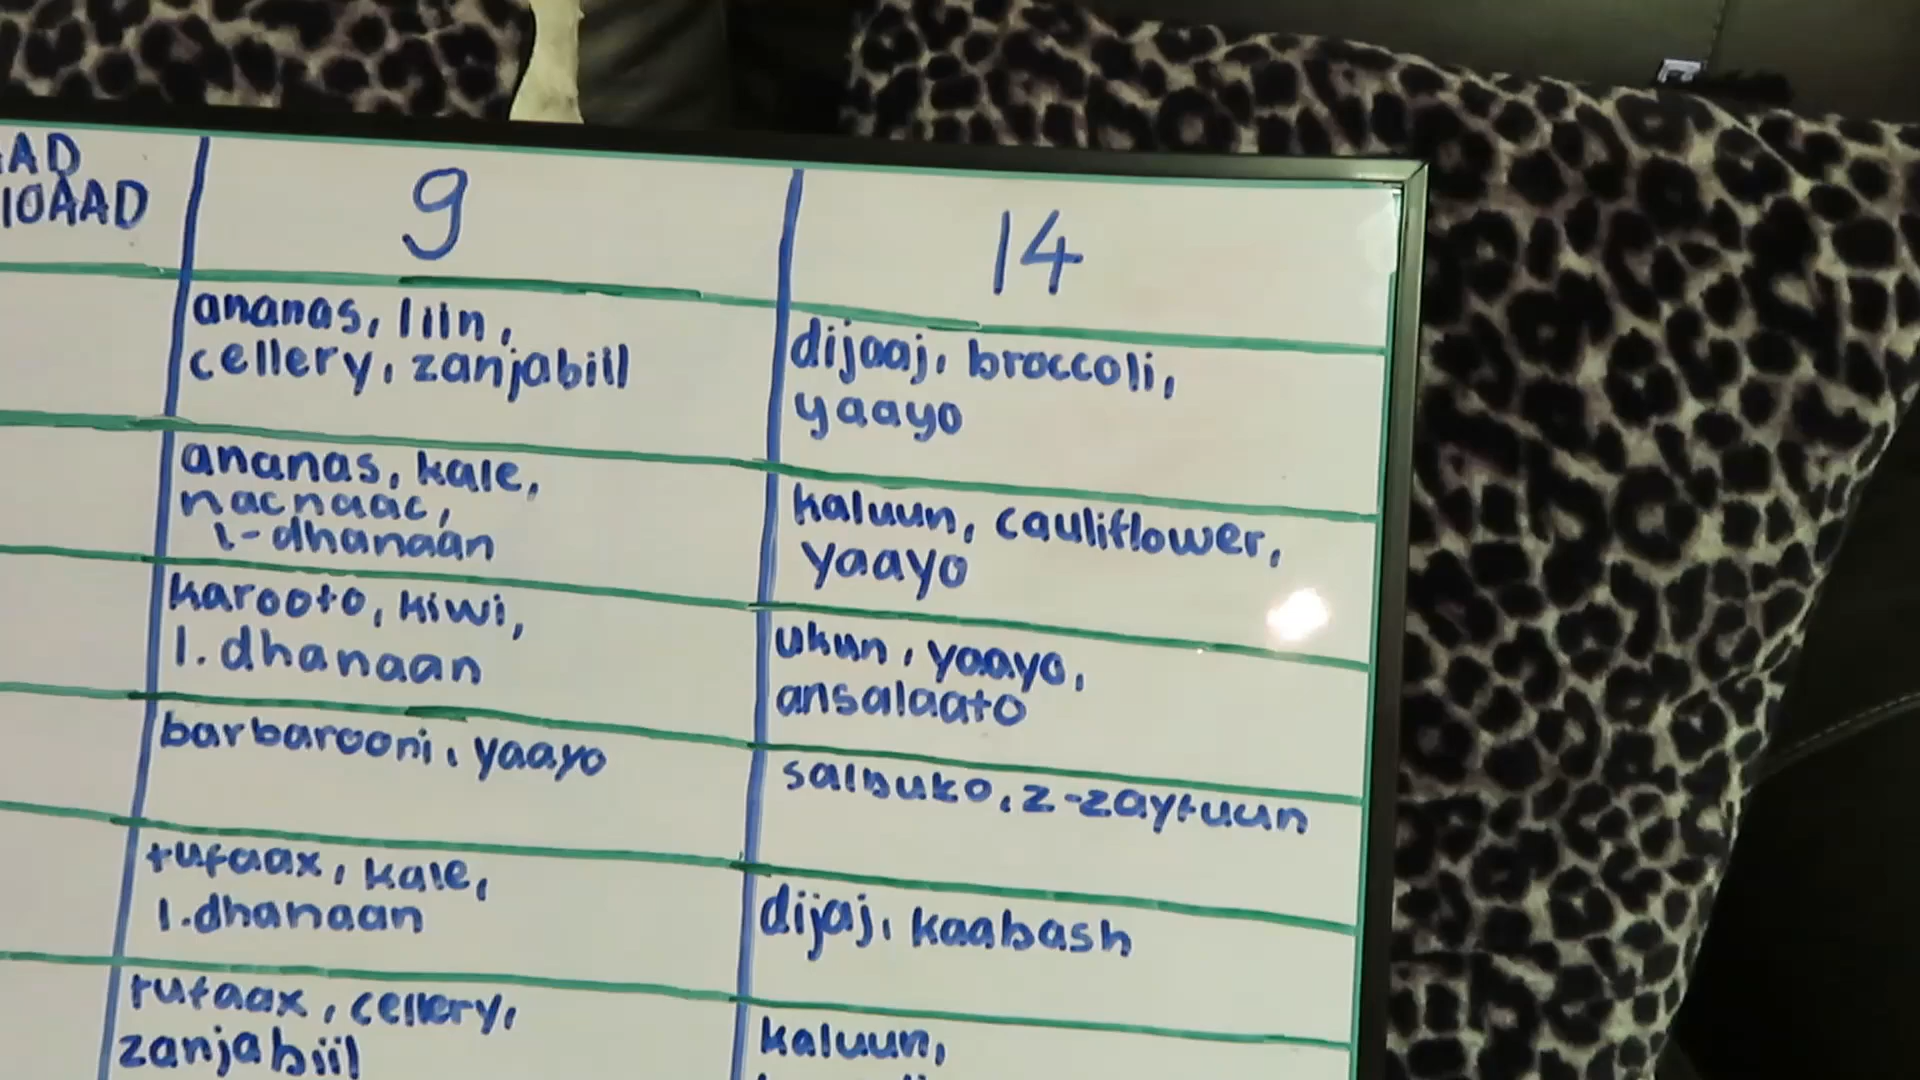 AD
10AAD
9
14
ananas, liin,
cellery, zanjabiil
dijaaj, broccoli,
yaayo
ananas, kale,
nacnaac,
l-dhanaan
kaluun, cauliflower,
yaayo
karooto, kiwi,
l.dhanaan
ukun, yaayo,
ansalaato
barbarooni, yaayo
salbuko, z-zaytuun
tufaax, kale,
l.dhanaan
dijaj, kaabash
tufaax, cellery,
zanjabiil
kaluun,